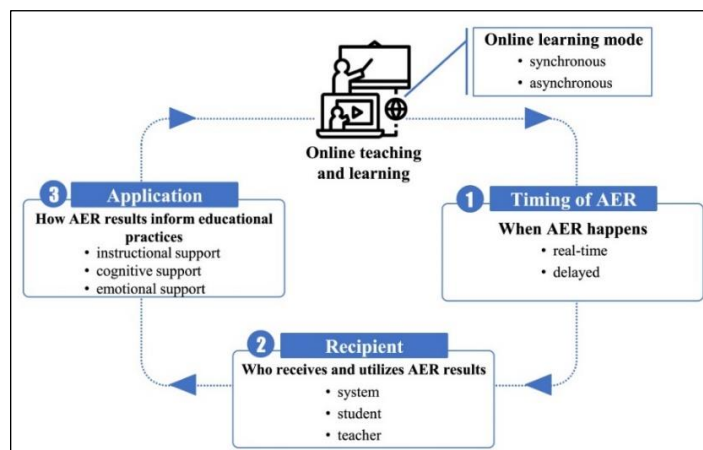 Online learning mode
• synchronous
• asynchronous
Online teaching
and learning
1 Timing of AER
When AER happens
• real-time
• delayed
2 Recipient
Who receives and utilizes AER results
• system
• student
• teacher
3 Application
How AER results inform educational
practices
• instructional support
• cognitive support
• emotional support